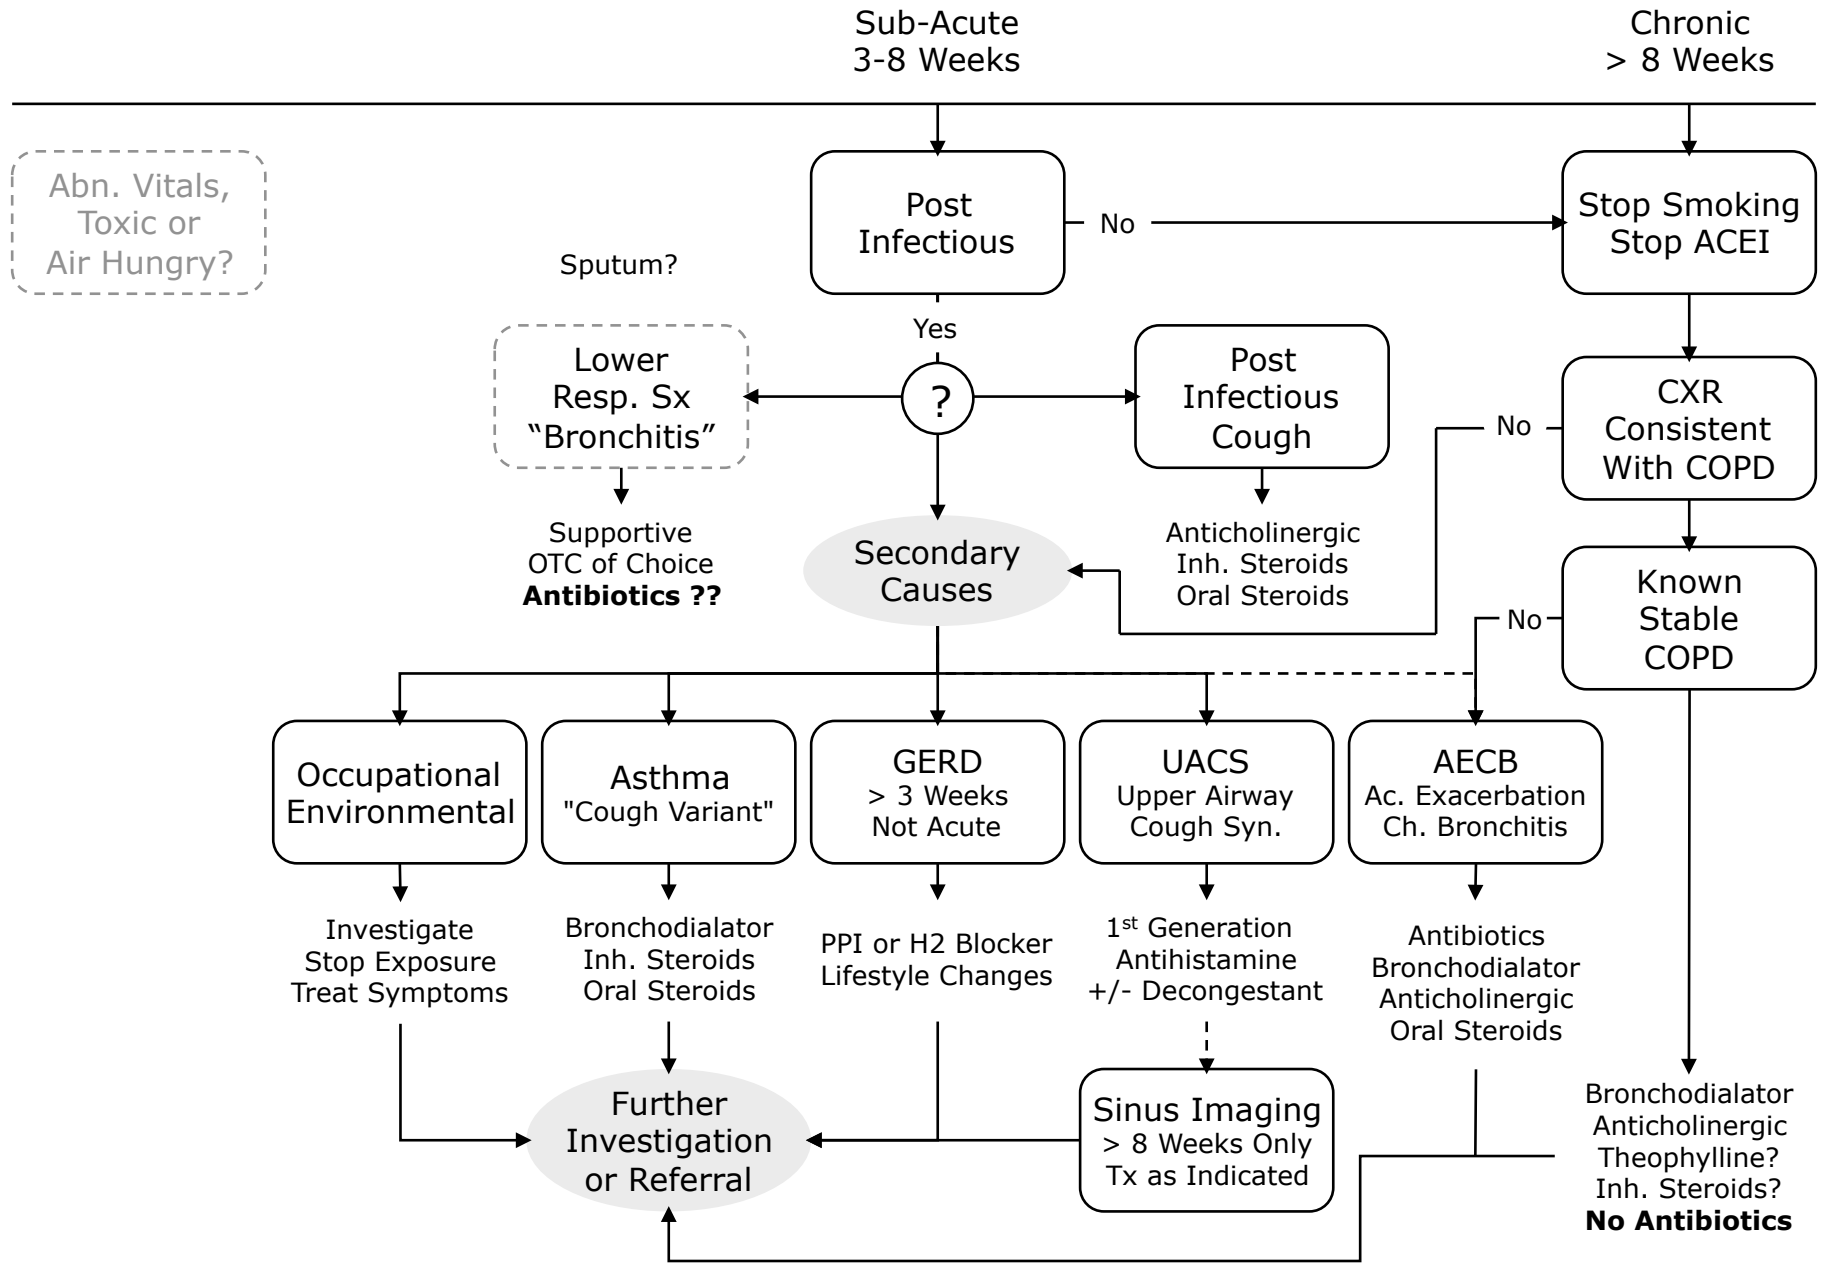 Sub-Acute
3-8 Weeks
Chronic
> 8 Weeks
Abn. Vitals,
Toxic or
Air Hungry?
Post
Infectious
No
Stop Smoking
Stop ACEI
Sputum?
Yes
Lower
Resp. Sx
“Bronchitis”
?
Post
Infectious
Cough
CXR
Consistent
With COPD
No
Supportive
OTC of Choice
Antibiotics ??
Secondary
Causes
Anticholinergic
Inh. Steroids
Oral Steroids
Known
Stable
COPD
No
Occupational
Environmental
Asthma
"Cough Variant"
GERD
> 3 Weeks
Not Acute
UACS
Upper Airway
Cough Syn.
AECB
Ac. Exacerbation
Ch. Bronchitis
Investigate
Stop Exposure
Treat Symptoms
Bronchodialator
Inh. Steroids
Oral Steroids
PPI or H2 Blocker
Lifestyle Changes
1st Generation
Antihistamine
+/- Decongestant
Antibiotics
Bronchodialator
Anticholinergic
Oral Steroids
Further
Investigation
or Referral
Sinus Imaging
> 8 Weeks Only
Tx as Indicated
Bronchodialator
Anticholinergic
Theophylline?
Inh. Steroids?
No Antibiotics